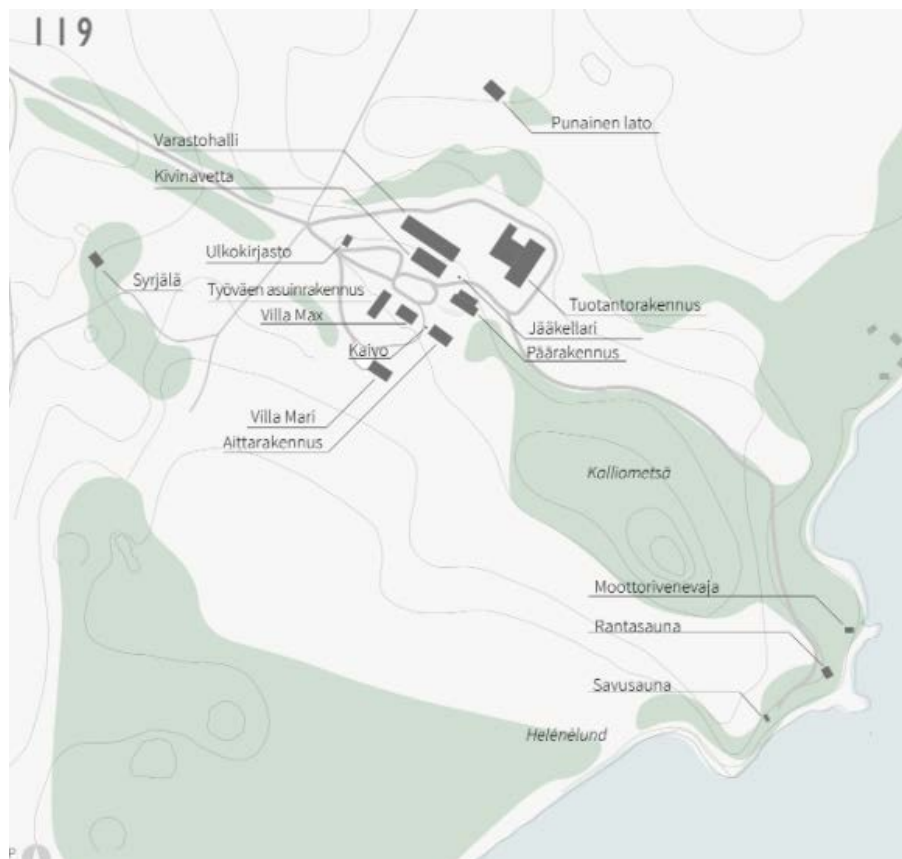 119
Punainen lato
Varastohalli
Kivinavetta
Ulkokirjasto
Syrjälä
Työväen asuinrakennus
Villa Max
Kaivo
Tuotantorakennus
Jääkellari
Päärakennus
Villa Mari
Aittarakennus
Kalliometsä
Moottorivenevaja
Rantasauna
Savusauna
Helénelund
P